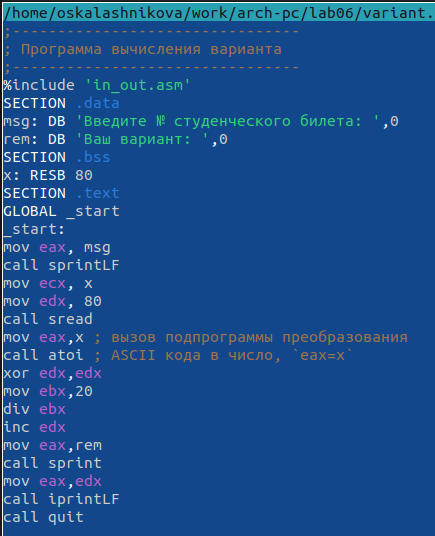 /home/oskalashnikova/work/arch-pc/lab06/variant.
;--------------------------------
; Программа вычисления варианта
;--------------------------------
%include 'in_out.asm'
SECTION .data
msg: DB 'Введите № студенческого билета: ',0
rem: DB 'Ваш вариант: ',0
SECTION .bss
x: RESB 80
SECTION .text
GLOBAL _start
_start:
mov eax, msg
call sprintLF
mov ecx, x
mov edx, 80
call sread
mov eax,x ; вызов подпрограммы преобразования
call atoi ; ASCII кода в число, `eax=x`
xor edx,edx
mov ebx,20
div ebx
inc edx
mov eax,rem
call sprint
mov eax,edx
call iprintLF
call quit